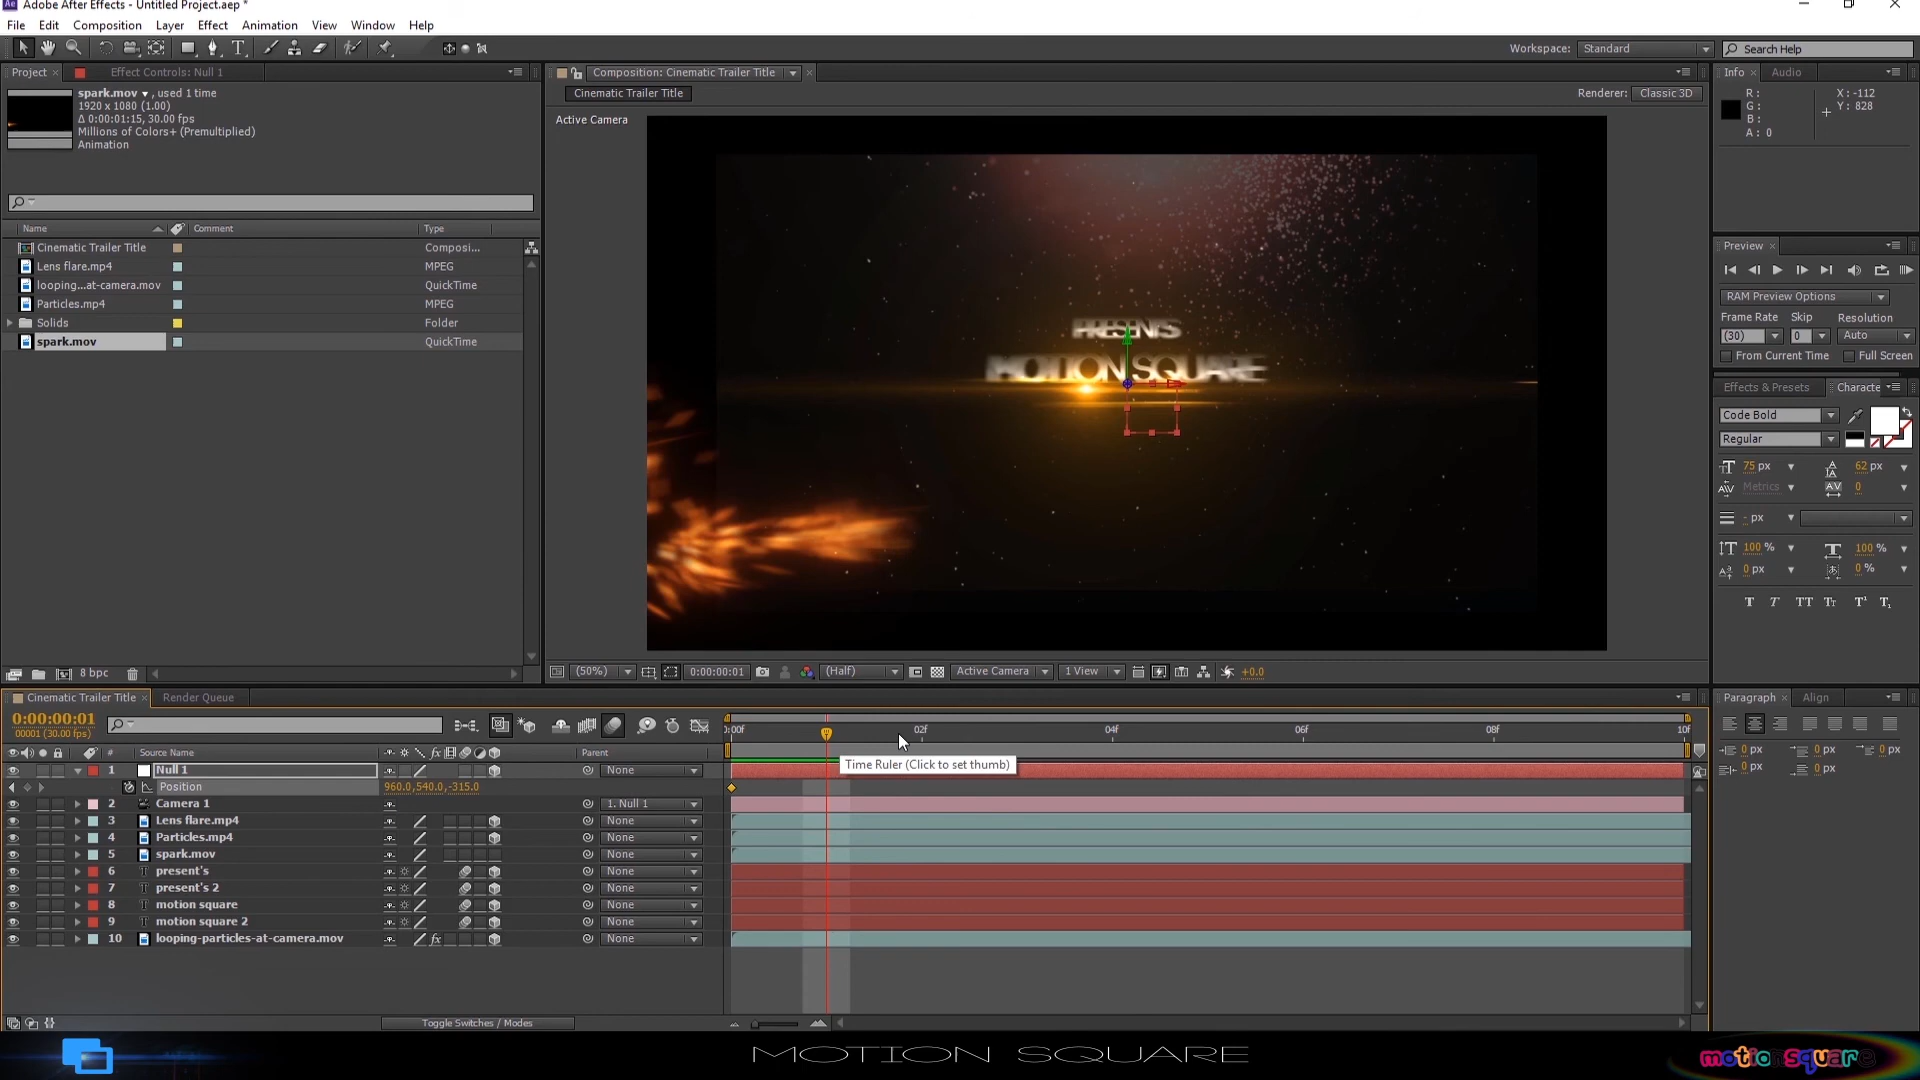 Adobe After Effects - Untitled Project.aep *
File Edit Composition Layer Effect Animation View Window Help
Workspace: Standard Search Help
Project Effect Controls: Null 1
spark.mov , used 1 time
1920 x 1080 (1.00)
Δ 0:00:01:15, 30.00 fps
Millions of Colors+ (Premultiplied)
Animation
Name Comment Type
Cinematic Trailer Title Composi...
Lens flare.mp4 MPEG
looping...at-camera.mov QuickTime
Particles.mp4 MPEG
Solids Folder
spark.mov QuickTime
8 bpc
Composition: Cinematic Trailer Title
Cinematic Trailer Title
Renderer: Classic 3D
Active Camera
PRESENTS
MOTION SQUARE
(50%) 0:00:00:01 (Half) Active Camera 1 View +0.0
Info Audio
R :
G :
B :
A : 0
X : -112
Y : 828
Preview
RAM Preview Options
Frame Rate Skip Resolution
(30) 0 Auto
From Current Time Full Screen
Effects & Presets Characte
Code Bold
Regular
75 px 62 px
Metrics 0
- px
100 % 100 %
0 px 0 %
T T TT Tt T¹ T₁
Paragraph Align
0 px 0 px 0 px
0 px 0 px
Cinematic Trailer Title Render Queue
0:00:00:01
00001 (30.00 fps)
0:00f 02f 04f 06f 08f 10f
# Source Name Parent
1 Null 1 None
Position 960.0,540.0,-315.0
2 Camera 1 1. Null 1
3 Lens flare.mp4 None
4 Particles.mp4 None
5 spark.mov None
6 present's None
7 present's 2 None
8 motion square None
9 motion square 2 None
10 looping-particles-at-camera.mov None
Time Ruler (Click to set thumb)
Toggle Switches / Modes
MOTION SQUARE
motionsquare